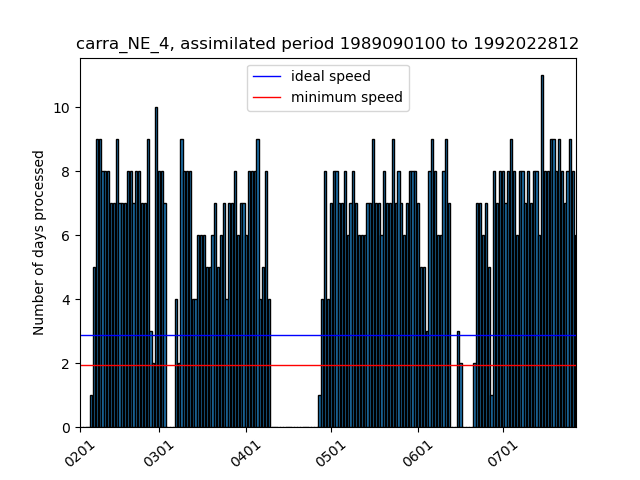 carra_NE_4, assimilated period 1989090100 to 1992022812
ideal speed
minimum speed
Number of days processed
10
8
6
4
2
0
0201 0301 0401 0501 0601 0701